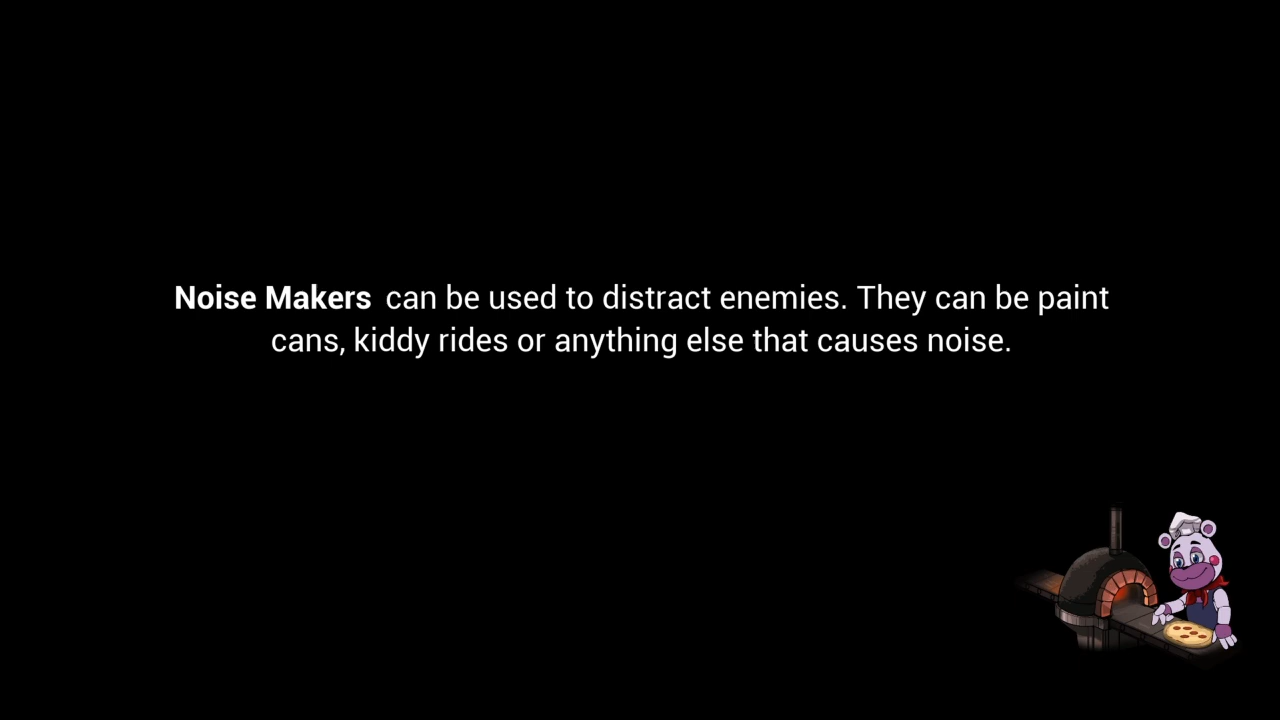 Noise Makers can be used to distract enemies. They can be paint
cans, kiddy rides or anything else that causes noise.